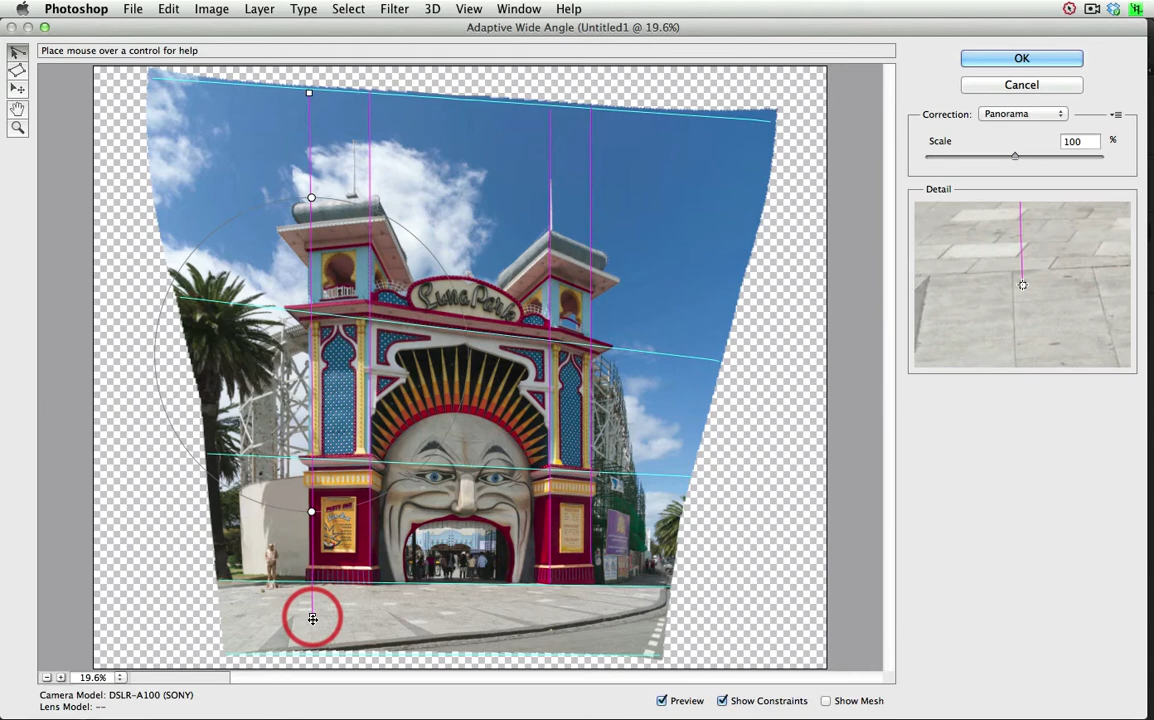 Photoshop File Edit Image Layer Type Select Filter 3D View Window Help
Adaptive Wide Angle (Untitled1 @ 19.6%)
Place mouse over a control for help
OK
Cancel
Correction: Panorama
Scale 100 %
Detail
Luna Park
19.6%
Camera Model: DSLR-A100 (SONY)
Lens Model: --
Preview Show Constraints Show Mesh